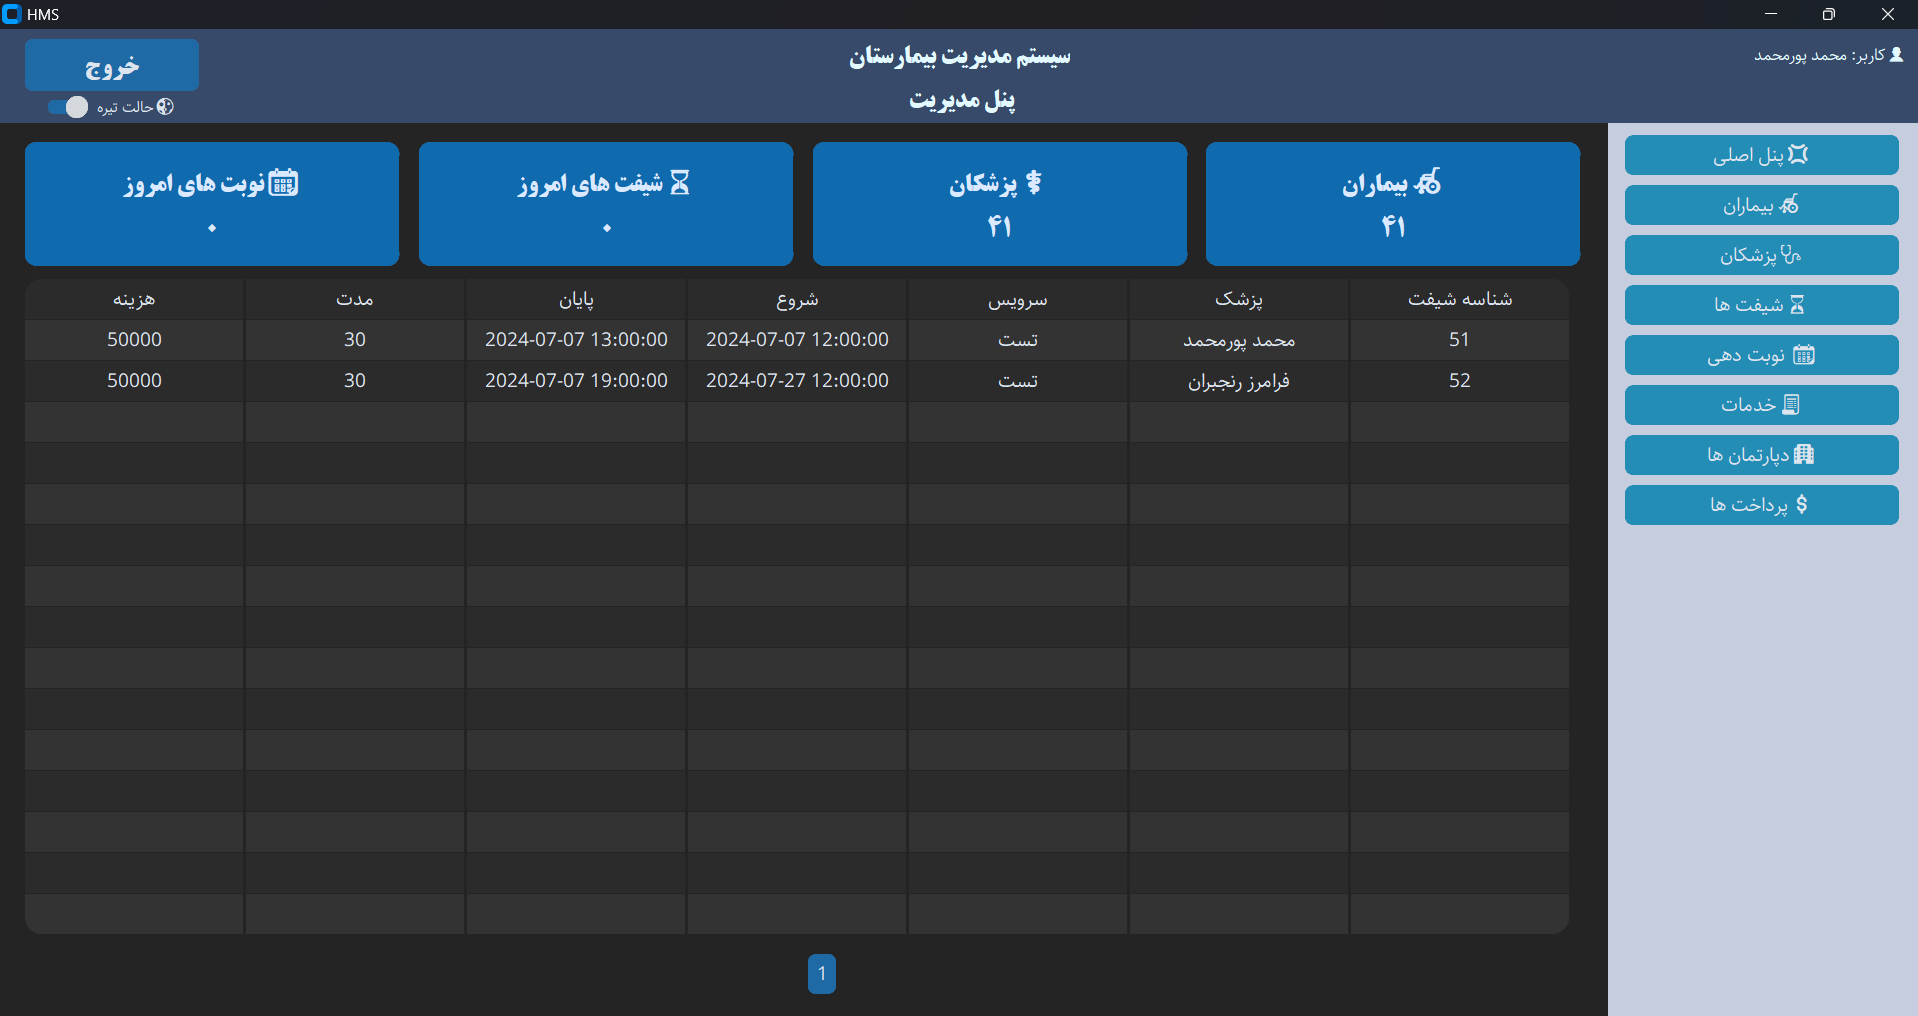 HMS
کاربر: محمد پورمحمد
سیستم مدیریت بیمارستان
پنل مدیریت
خروج
حالت تیره
پنل اصلی
بیماران
پزشکان
شیفت ها
نوبت دهی
خدمات
دپارتمان ها
پرداخت ها
بیماران
۴۱
پزشکان
۴۱
شیفت های امروز
۰
نوبت های امروز
۰
شناسه شیفت پزشک سرویس شروع پایان مدت هزینه
51 محمد پورمحمد تست 2024-07-07 12:00:00 2024-07-07 13:00:00 30 50000
52 فرامرز رنجبران تست 2024-07-27 12:00:00 2024-07-07 19:00:00 30 50000
1